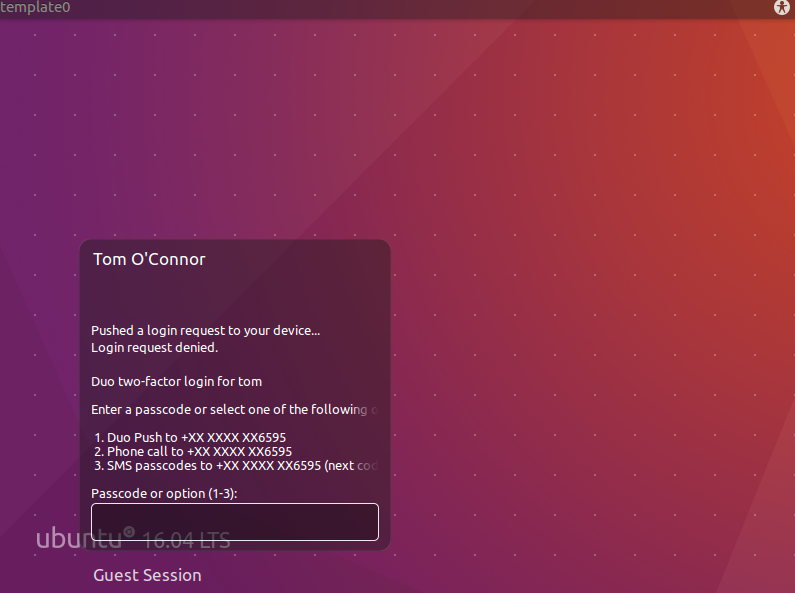 template0
Tom O'Connor
Pushed a login request to your device...
Login request denied.
Duo two-factor login for tom
Enter a passcode or select one of the following o
1. Duo Push to +XX XXXX XX6595
2. Phone call to +XX XXXX XX6595
3. SMS passcodes to +XX XXXX XX6595 (next cod
Passcode or option (1-3):
ubuntu 16.04 LTS
Guest Session